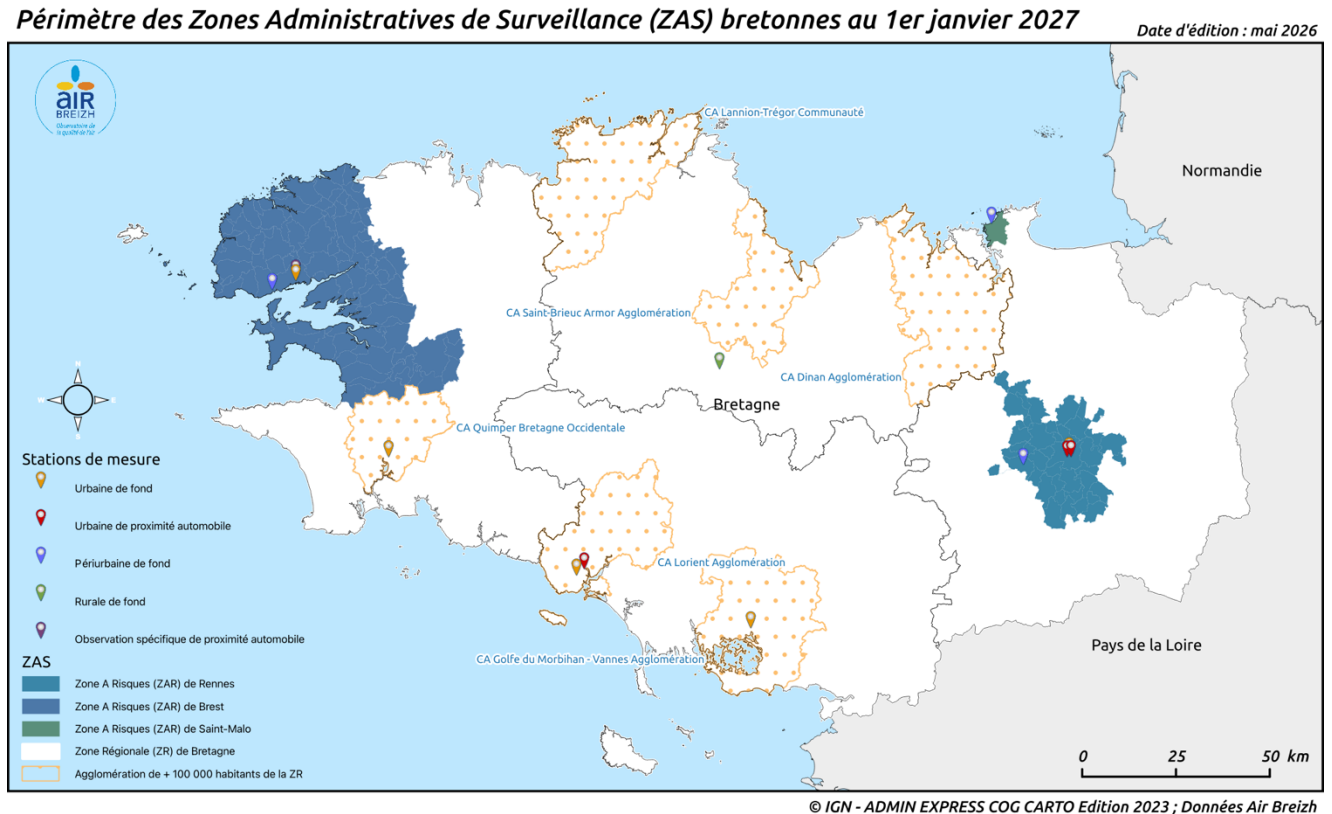 Périmètre des Zones Administratives de Surveillance (ZAS) bretonnes au 1er janvier 2027
Date d'édition : mai 2026
aiR
BREIZH
Observatoire de
la qualité de l'air
CA Lannion-Trégor Communauté
Normandie
CA Saint-Brieuc Armor Agglomération
CA Dinan Agglomération
N
W
E
S
Bretagne
CA Quimper Bretagne Occidentale
Stations de mesure
Urbaine de fond
Urbaine de proximité automobile
Périurbaine de fond
Rurale de fond
Observation spécifique de proximité automobile
CA Lorient Agglomération
CA Golfe du Morbihan - Vannes Agglomération
Pays de la Loire
ZAS
Zone A Risques (ZAR) de Rennes
Zone A Risques (ZAR) de Brest
Zone A Risques (ZAR) de Saint-Malo
Zone Régionale (ZR) de Bretagne
Agglomération de + 100 000 habitants de la ZR
0 25 50 km
© IGN - ADMIN EXPRESS COG CARTO Edition 2023 ; Données Air Breizh